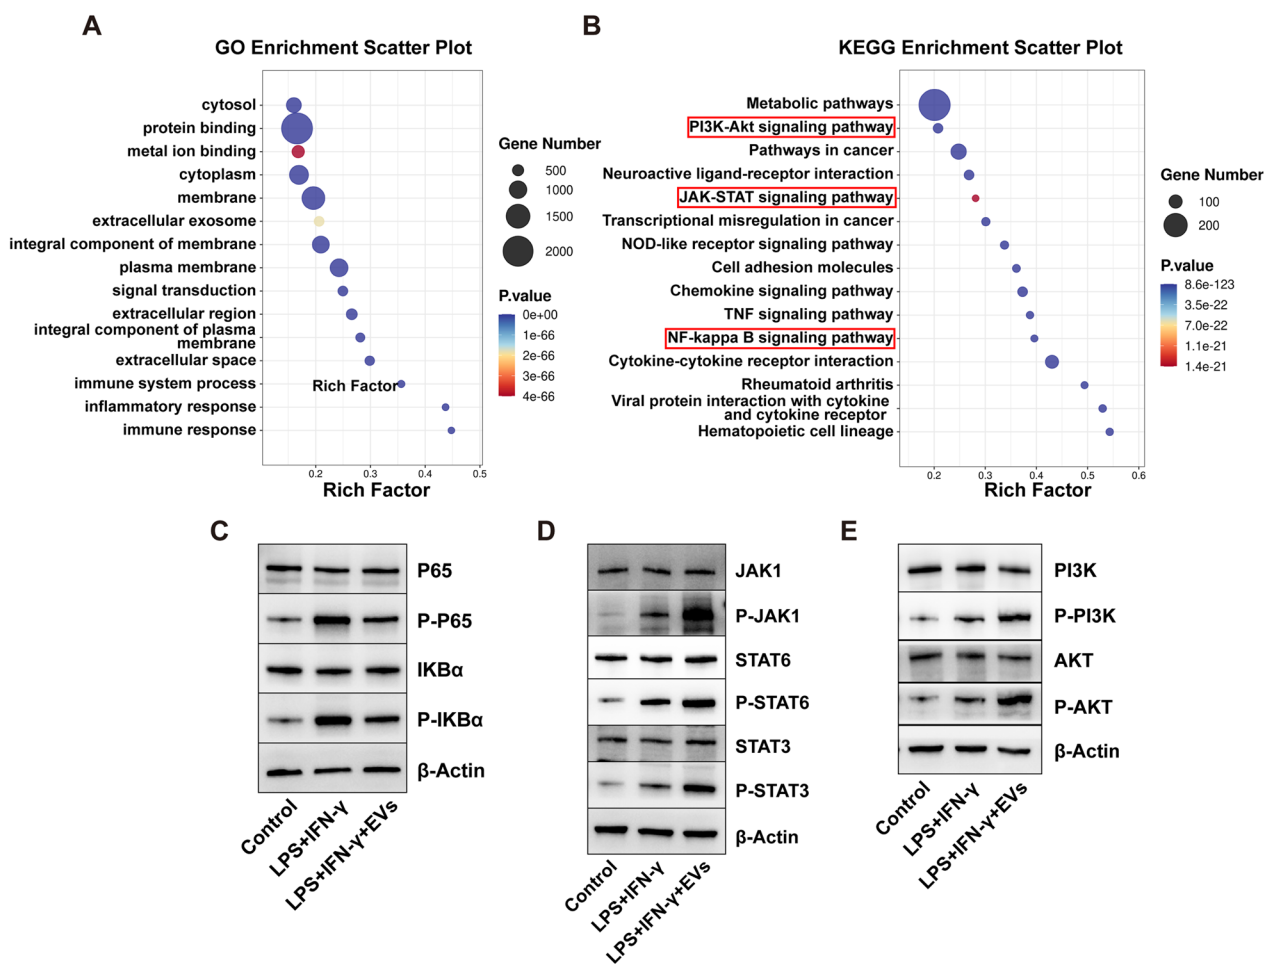 A
GO Enrichment Scatter Plot
cytosol
protein binding
metal ion binding
cytoplasm
membrane
extracellular exosome
integral component of membrane
plasma membrane
signal transduction
extracellular region
integral component of plasma
membrane
extracellular space
immune system process
Rich Factor
inflammatory response
immune response
0.2 0.3 0.4 0.5
Rich Factor
Gene Number
500
1000
1500
2000
P.value
0e+00
1e-66
2e-66
3e-66
4e-66
B
KEGG Enrichment Scatter Plot
Metabolic pathways
PI3K-Akt signaling pathway
Pathways in cancer
Neuroactive ligand-receptor interaction
JAK-STAT signaling pathway
Transcriptional misregulation in cancer
NOD-like receptor signaling pathway
Cell adhesion molecules
Chemokine signaling pathway
TNF signaling pathway
NF-kappa B signaling pathway
Cytokine-cytokine receptor interaction
Rheumatoid arthritis
Viral protein interaction with cytokine
and cytokine receptor
Hematopoietic cell lineage
0.2 0.3 0.4 0.5 0.6
Rich Factor
Gene Number
100
200
P.value
8.6e-123
3.5e-22
7.0e-22
1.1e-21
1.4e-21
C
P65
P-P65
IKBα
P-IKBα
β-Actin
Control
LPS+IFN-γ
LPS+IFN-γ+EVs
D
JAK1
P-JAK1
STAT6
P-STAT6
STAT3
P-STAT3
β-Actin
Control
LPS+IFN-γ
LPS+IFN-γ+EVs
E
PI3K
P-PI3K
AKT
P-AKT
β-Actin
Control
LPS+IFN-γ
LPS+IFN-γ+EVs